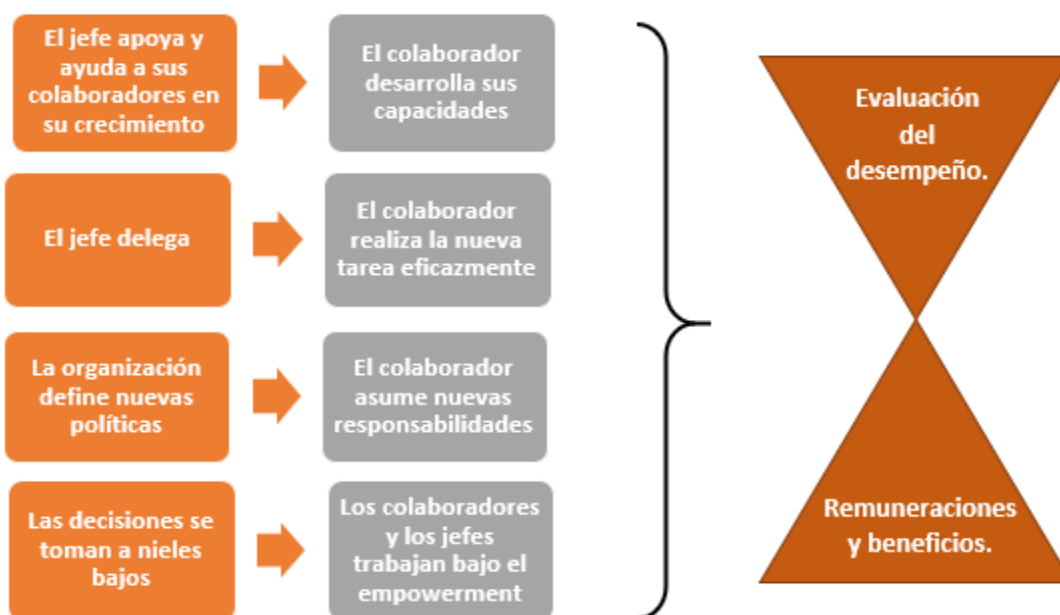 El jefe apoya y
ayuda a sus
colaboradores en
su crecimiento
El colaborador
desarrolla sus
capacidades
El jefe delega
El colaborador
realiza la nueva
tarea eficazmente
La organización
define nuevas
políticas
El colaborador
asume nuevas
responsabilidades
Las decisiones se
toman a nieles
bajos
Los colaboradores
y los jefes
trabajan bajo el
empowerment
Evaluación
del
desempeño.
Remuneraciones
y beneficios.